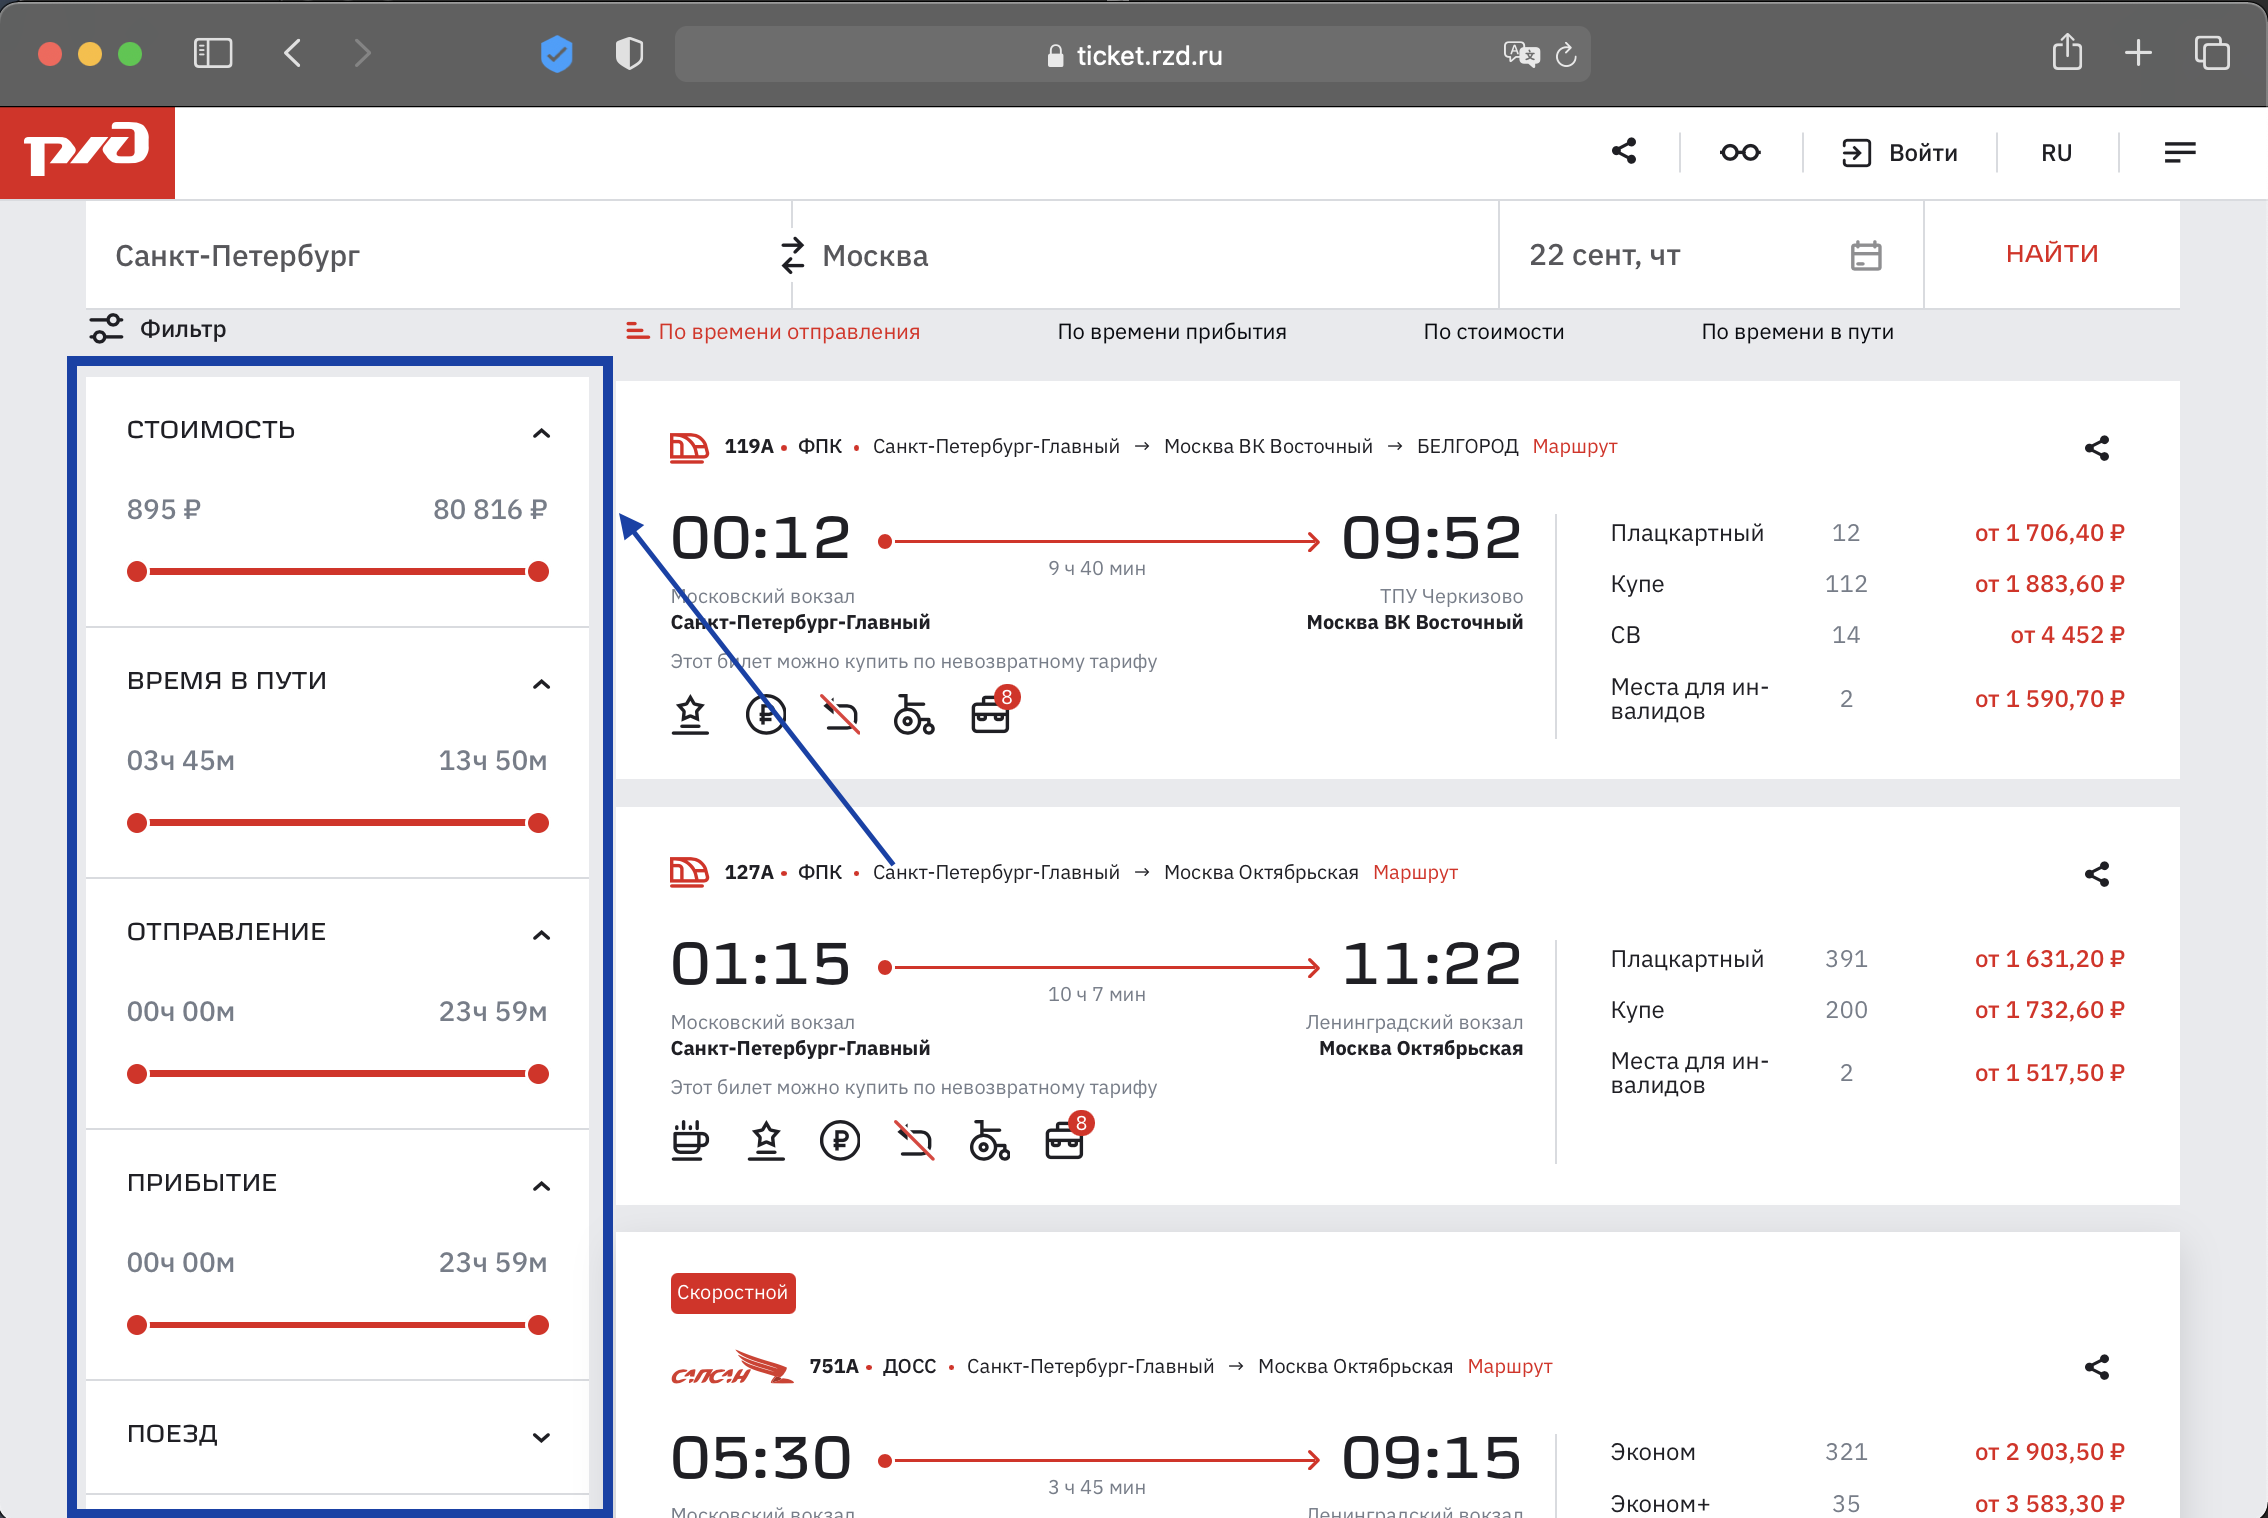 ticket.rzd.ru
ржд
Войти
RU
Санкт-Петербург
Москва
22 сент, чт
НАЙТИ
Фильтр
По времени отправления
По времени прибытия
По стоимости
По времени в пути
СТОИМОСТЬ
895 ₽ 80 816 ₽
ВРЕМЯ В ПУТИ
03ч 45м 13ч 50м
ОТПРАВЛЕНИЕ
00ч 00м 23ч 59м
ПРИБЫТИЕ
00ч 00м 23ч 59м
ПОЕЗД
119А • ФПК • Санкт-Петербург-Главный → Москва ВК Восточный → БЕЛГОРОД Маршрут
00:12 09:52
9 ч 40 мин
Московский вокзал ТПУ Черкизово
Санкт-Петербург-Главный Москва ВК Восточный
Этот билет можно купить по невозвратному тарифу
8
Плацкартный 12 от 1 706,40 ₽
Купе 112 от 1 883,60 ₽
СВ 14 от 4 452 ₽
Места для ин-
валидов 2 от 1 590,70 ₽
127А • ФПК • Санкт-Петербург-Главный → Москва Октябрьская Маршрут
01:15 11:22
10 ч 7 мин
Московский вокзал Ленинградский вокзал
Санкт-Петербург-Главный Москва Октябрьская
Этот билет можно купить по невозвратному тарифу
8
Плацкартный 391 от 1 631,20 ₽
Купе 200 от 1 732,60 ₽
Места для ин-
валидов 2 от 1 517,50 ₽
Скоростной
САПСАН 751А • ДОСС • Санкт-Петербург-Главный → Москва Октябрьская Маршрут
05:30 09:15
3 ч 45 мин
Московский вокзал Ленинградский вокзал
Эконом 321 от 2 903,50 ₽
Эконом+ 35 от 3 583,30 ₽